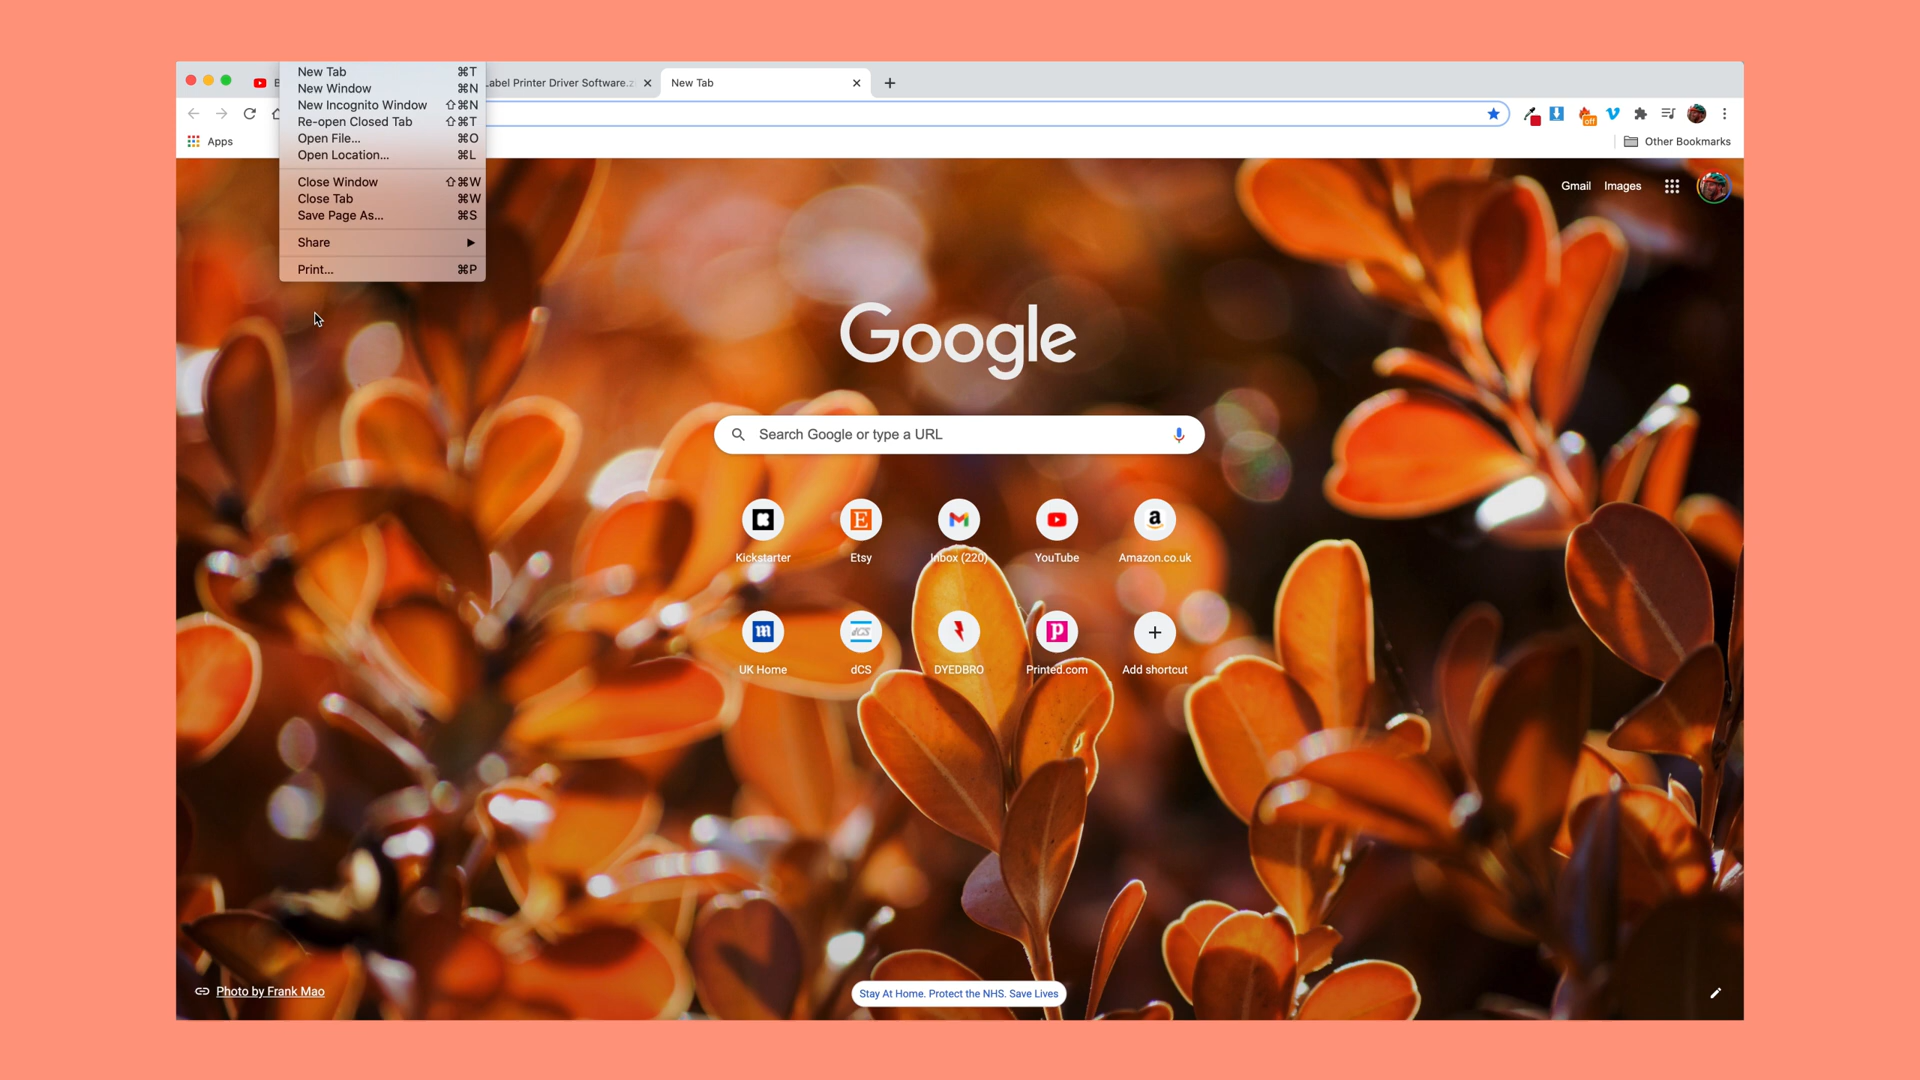 New Tab ⌘T
New Window ⌘N
New Incognito Window ⇧⌘N
Re-open Closed Tab ⇧⌘T
Open File... ⌘O
Open Location... ⌘L
Close Window ⇧⌘W
Close Tab ⌘W
Save Page As... ⌘S
Share
Print... ⌘P
Label Printer Driver Software.z
New Tab
off
Apps
Other Bookmarks
Gmail Images
Google
Search Google or type a URL
Kickstarter
E
Etsy
Inbox (220)
YouTube
a
Amazon.co.uk
m
UK Home
dCS
dCS
DYEDBRO
p
Printed.com
Add shortcut
Photo by Frank Mao
Stay At Home. Protect the NHS. Save Lives